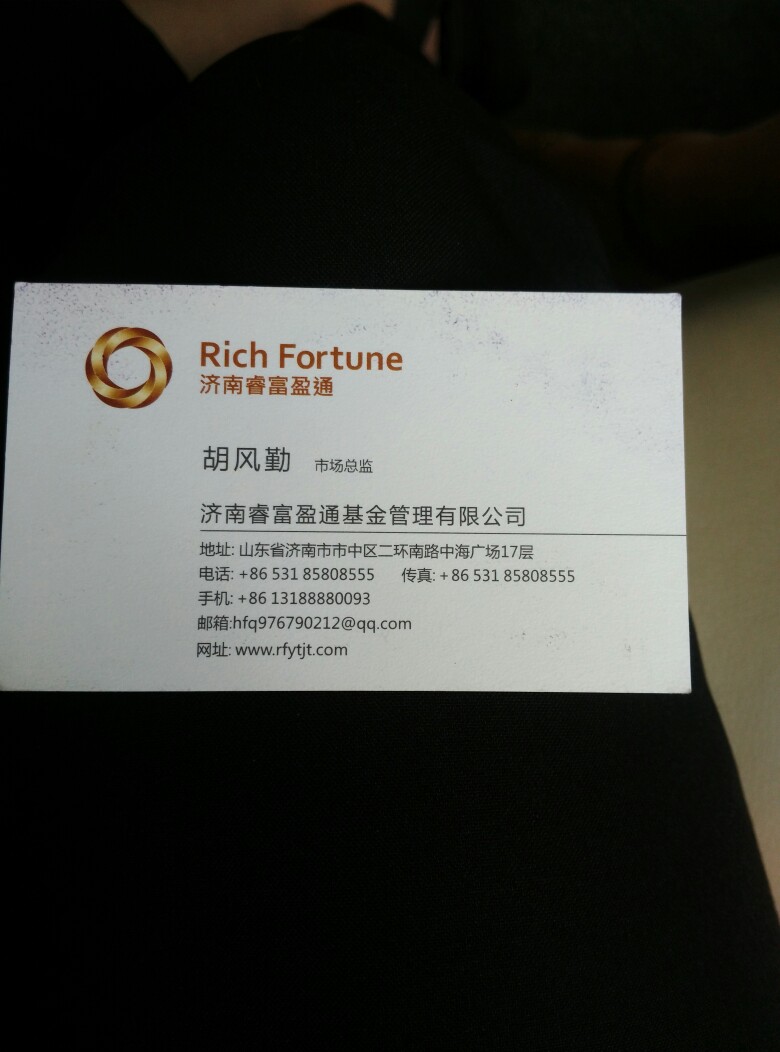 Rich Fortune
济南睿富盈通
胡风勤 市场总监
济南睿富盈通基金管理有限公司
地址: 山东省济南市市中区二环南路中海广场17层
电话: +86 531 85808555 传真: + 86 531 85808555
手机: +86 13188880093
邮箱:hfq976790212@qq.com
网址: www.rfytjt.com